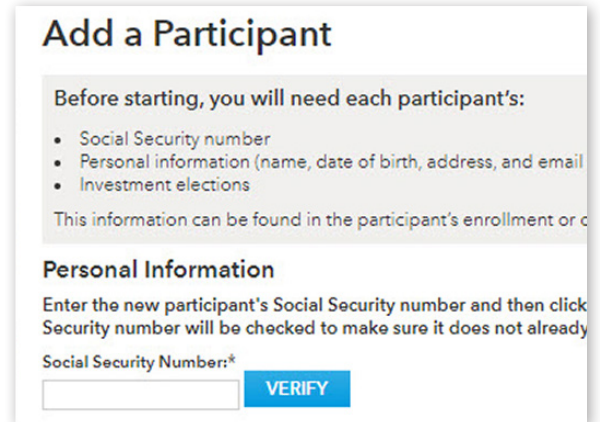 Add a Participant
Before starting, you will need each participant's:
• Social Security number
• Personal information (name, date of birth, address, and email
• Investment elections
This information can be found in the participant's enrollment or
Personal Information
Enter the new participant's Social Security number and then click
Security number will be checked to make sure it does not already
Social Security Number:*
VERIFY